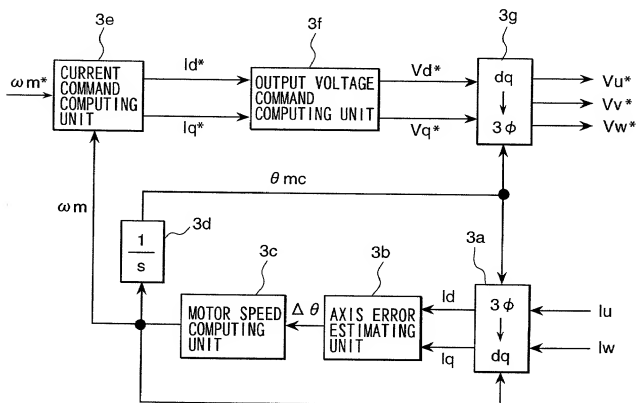 3e
3f
3g
ωm*
CURRENT
COMMAND
COMPUTING
UNIT
Id*
Iq*
OUTPUT VOLTAGE
COMMAND
COMPUTING UNIT
Vd*
Vq*
dq
3φ
Vu*
Vv*
Vw*
θmc
ωm
3d
1
s
3c
MOTOR SPEED
COMPUTING
UNIT
Δθ
3b
AXIS ERROR
ESTIMATING
UNIT
Id
Iq
3a
3φ
dq
Iu
Iw